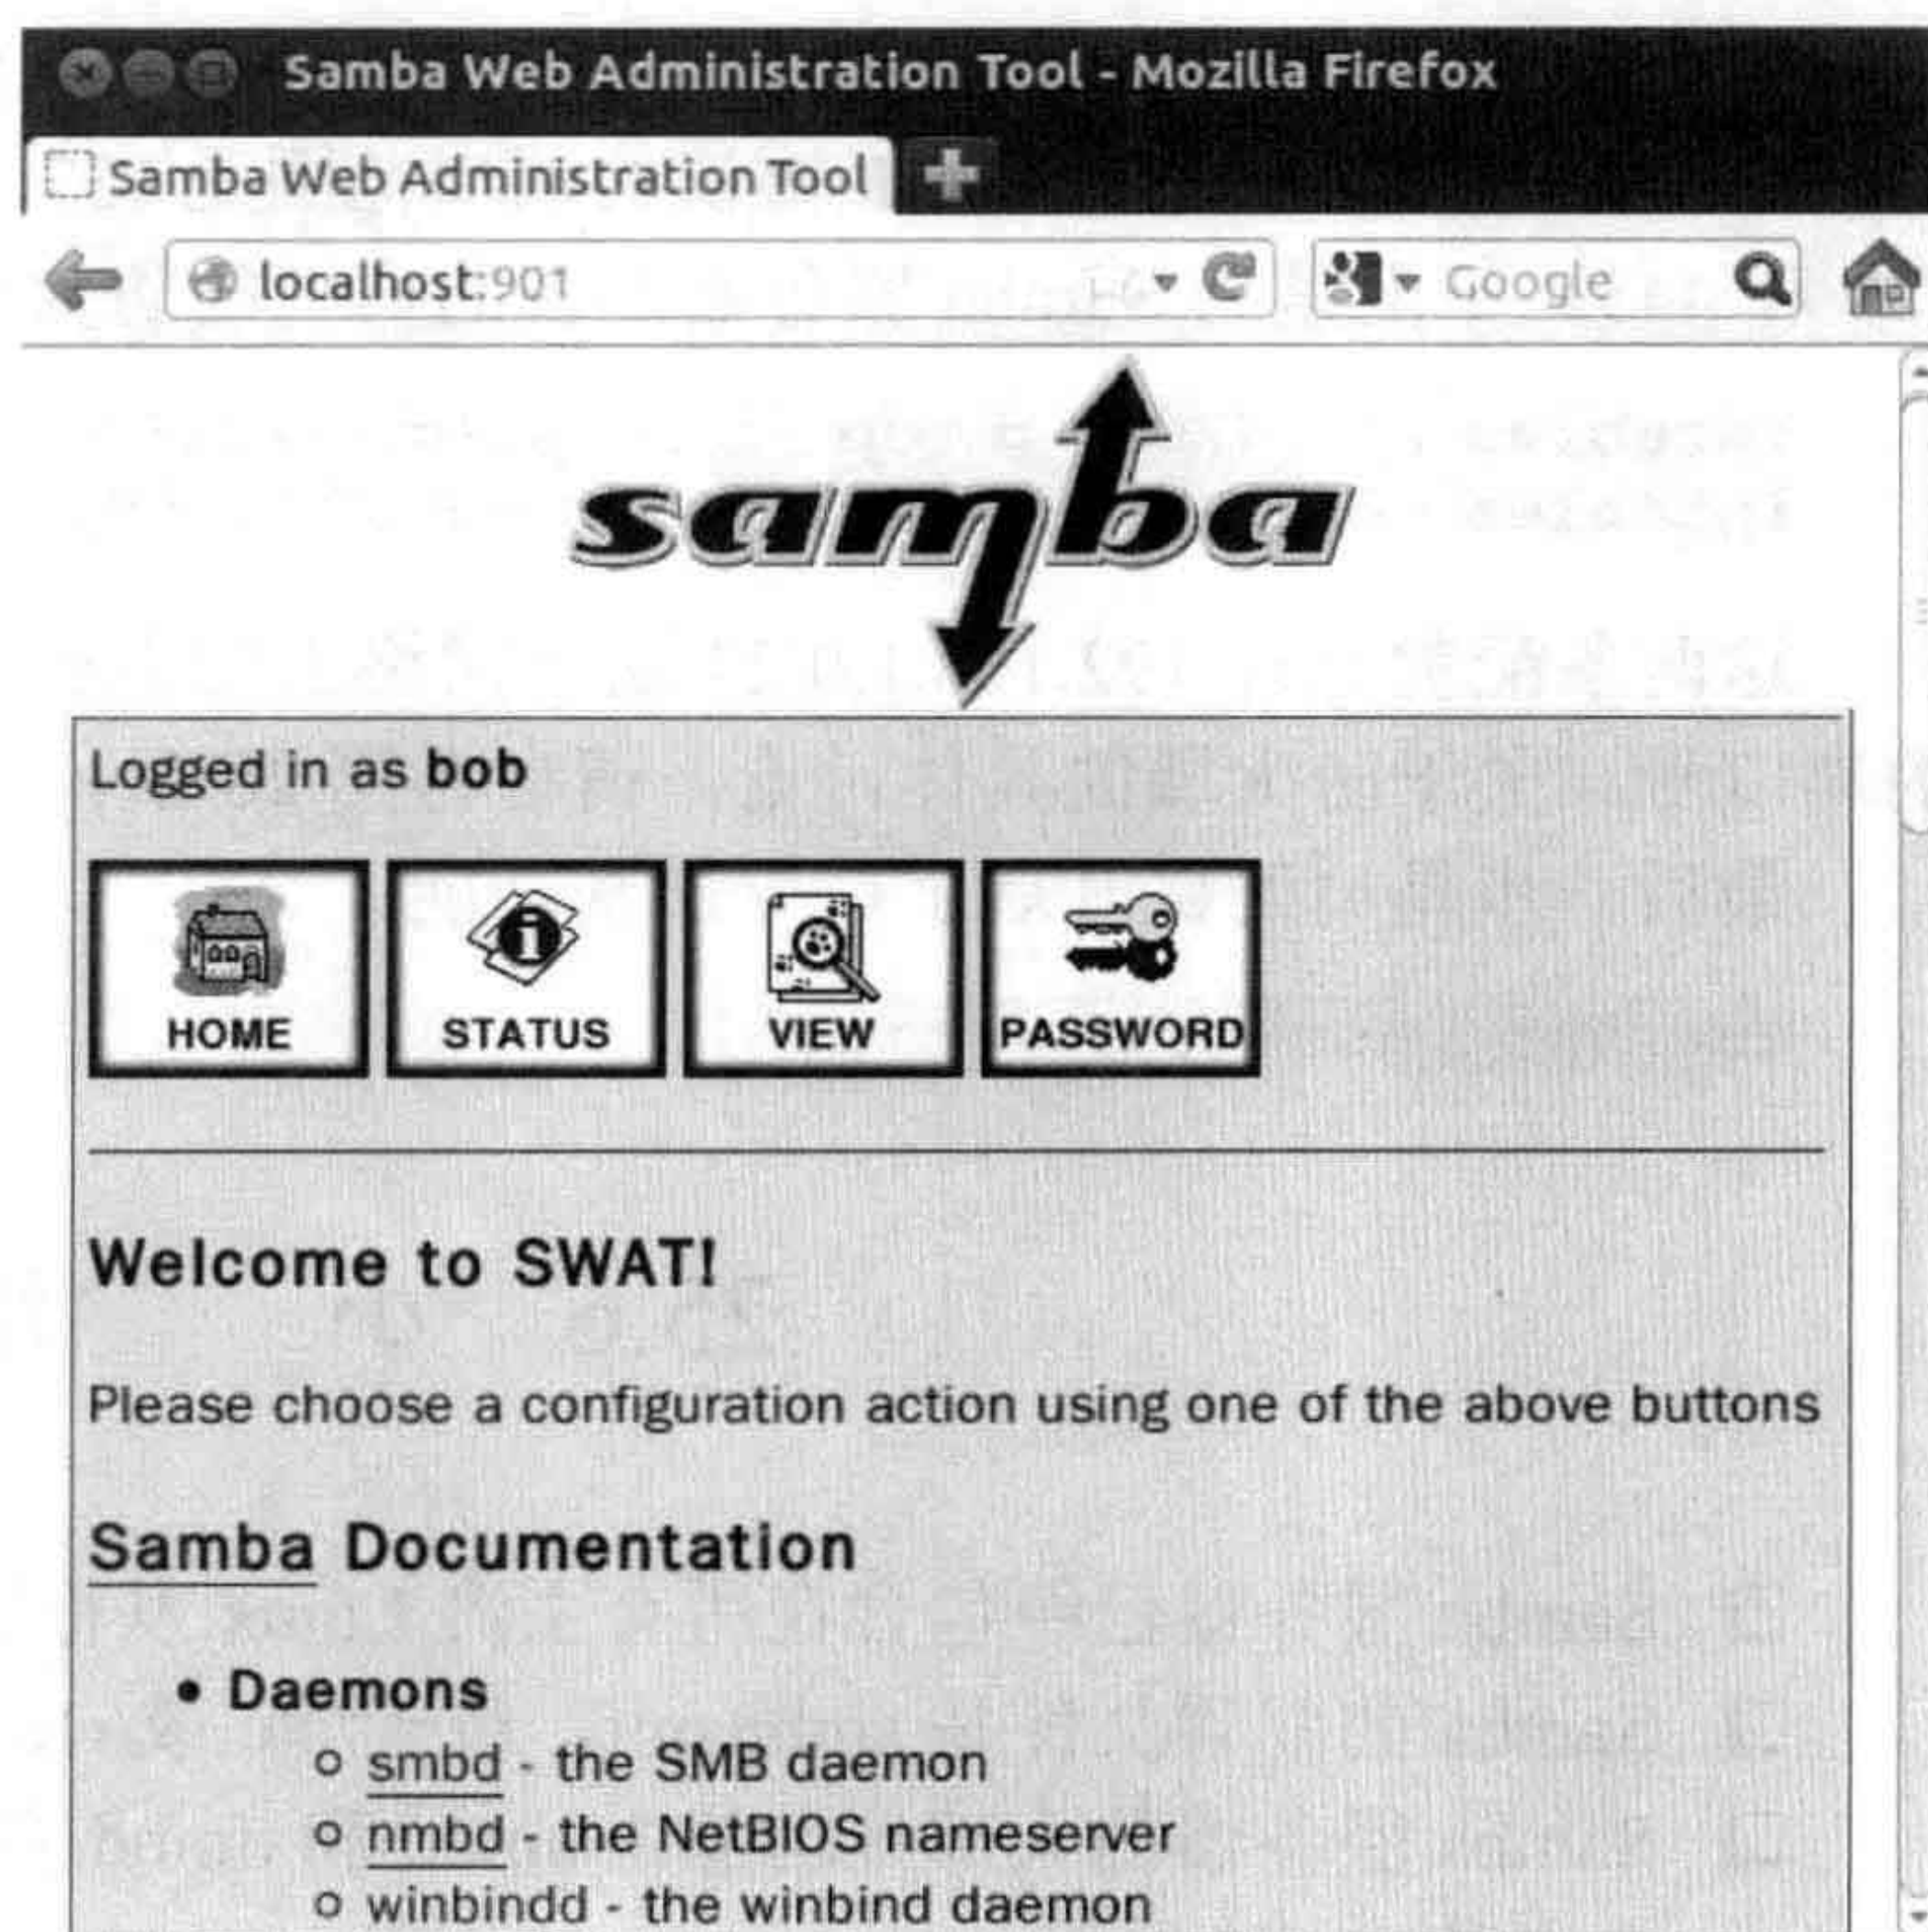 Samba Web Administration Tool - Mozilla Firefox
Samba Web Administration Tool
localhost:901
Google
samba
Logged in as bob
HOME STATUS VIEW PASSWORD
Welcome to SWAT!
Please choose a configuration action using one of the above buttons
Samba Documentation
• Daemons
○ smbd - the SMB daemon
○ nmbd - the NetBIOS nameserver
○ winbindd - the winbind daemon